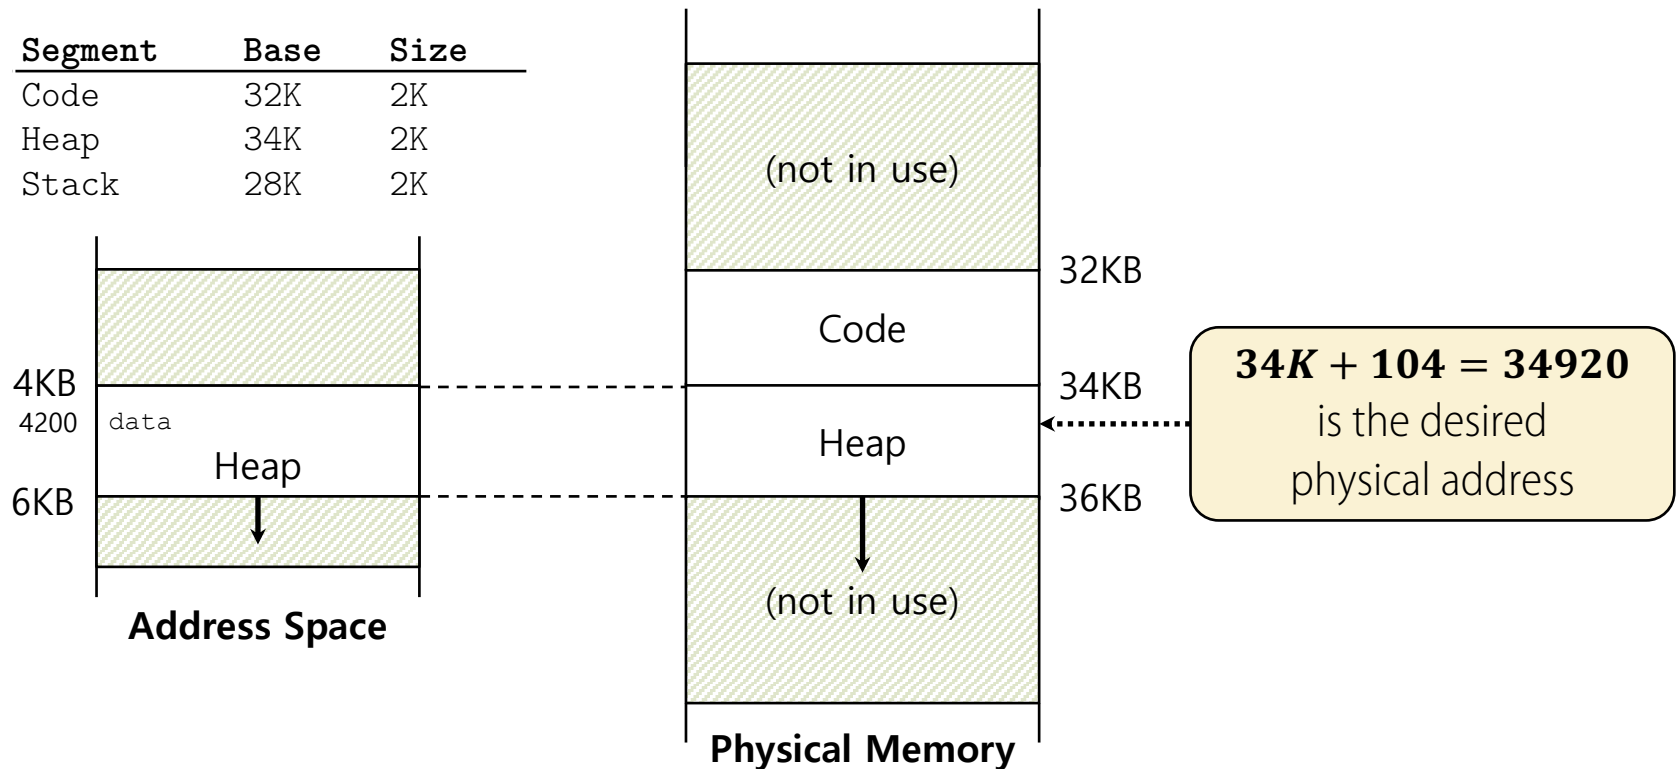 Segment Base Size
Code 32K 2K
Heap 34K 2K
Stack 28K 2K
4KB
4200 data
Heap
6KB
Address Space
(not in use)
32KB
Code
34KB
Heap
36KB
(not in use)
Physical Memory
34K + 104 = 34920
is the desired
physical address